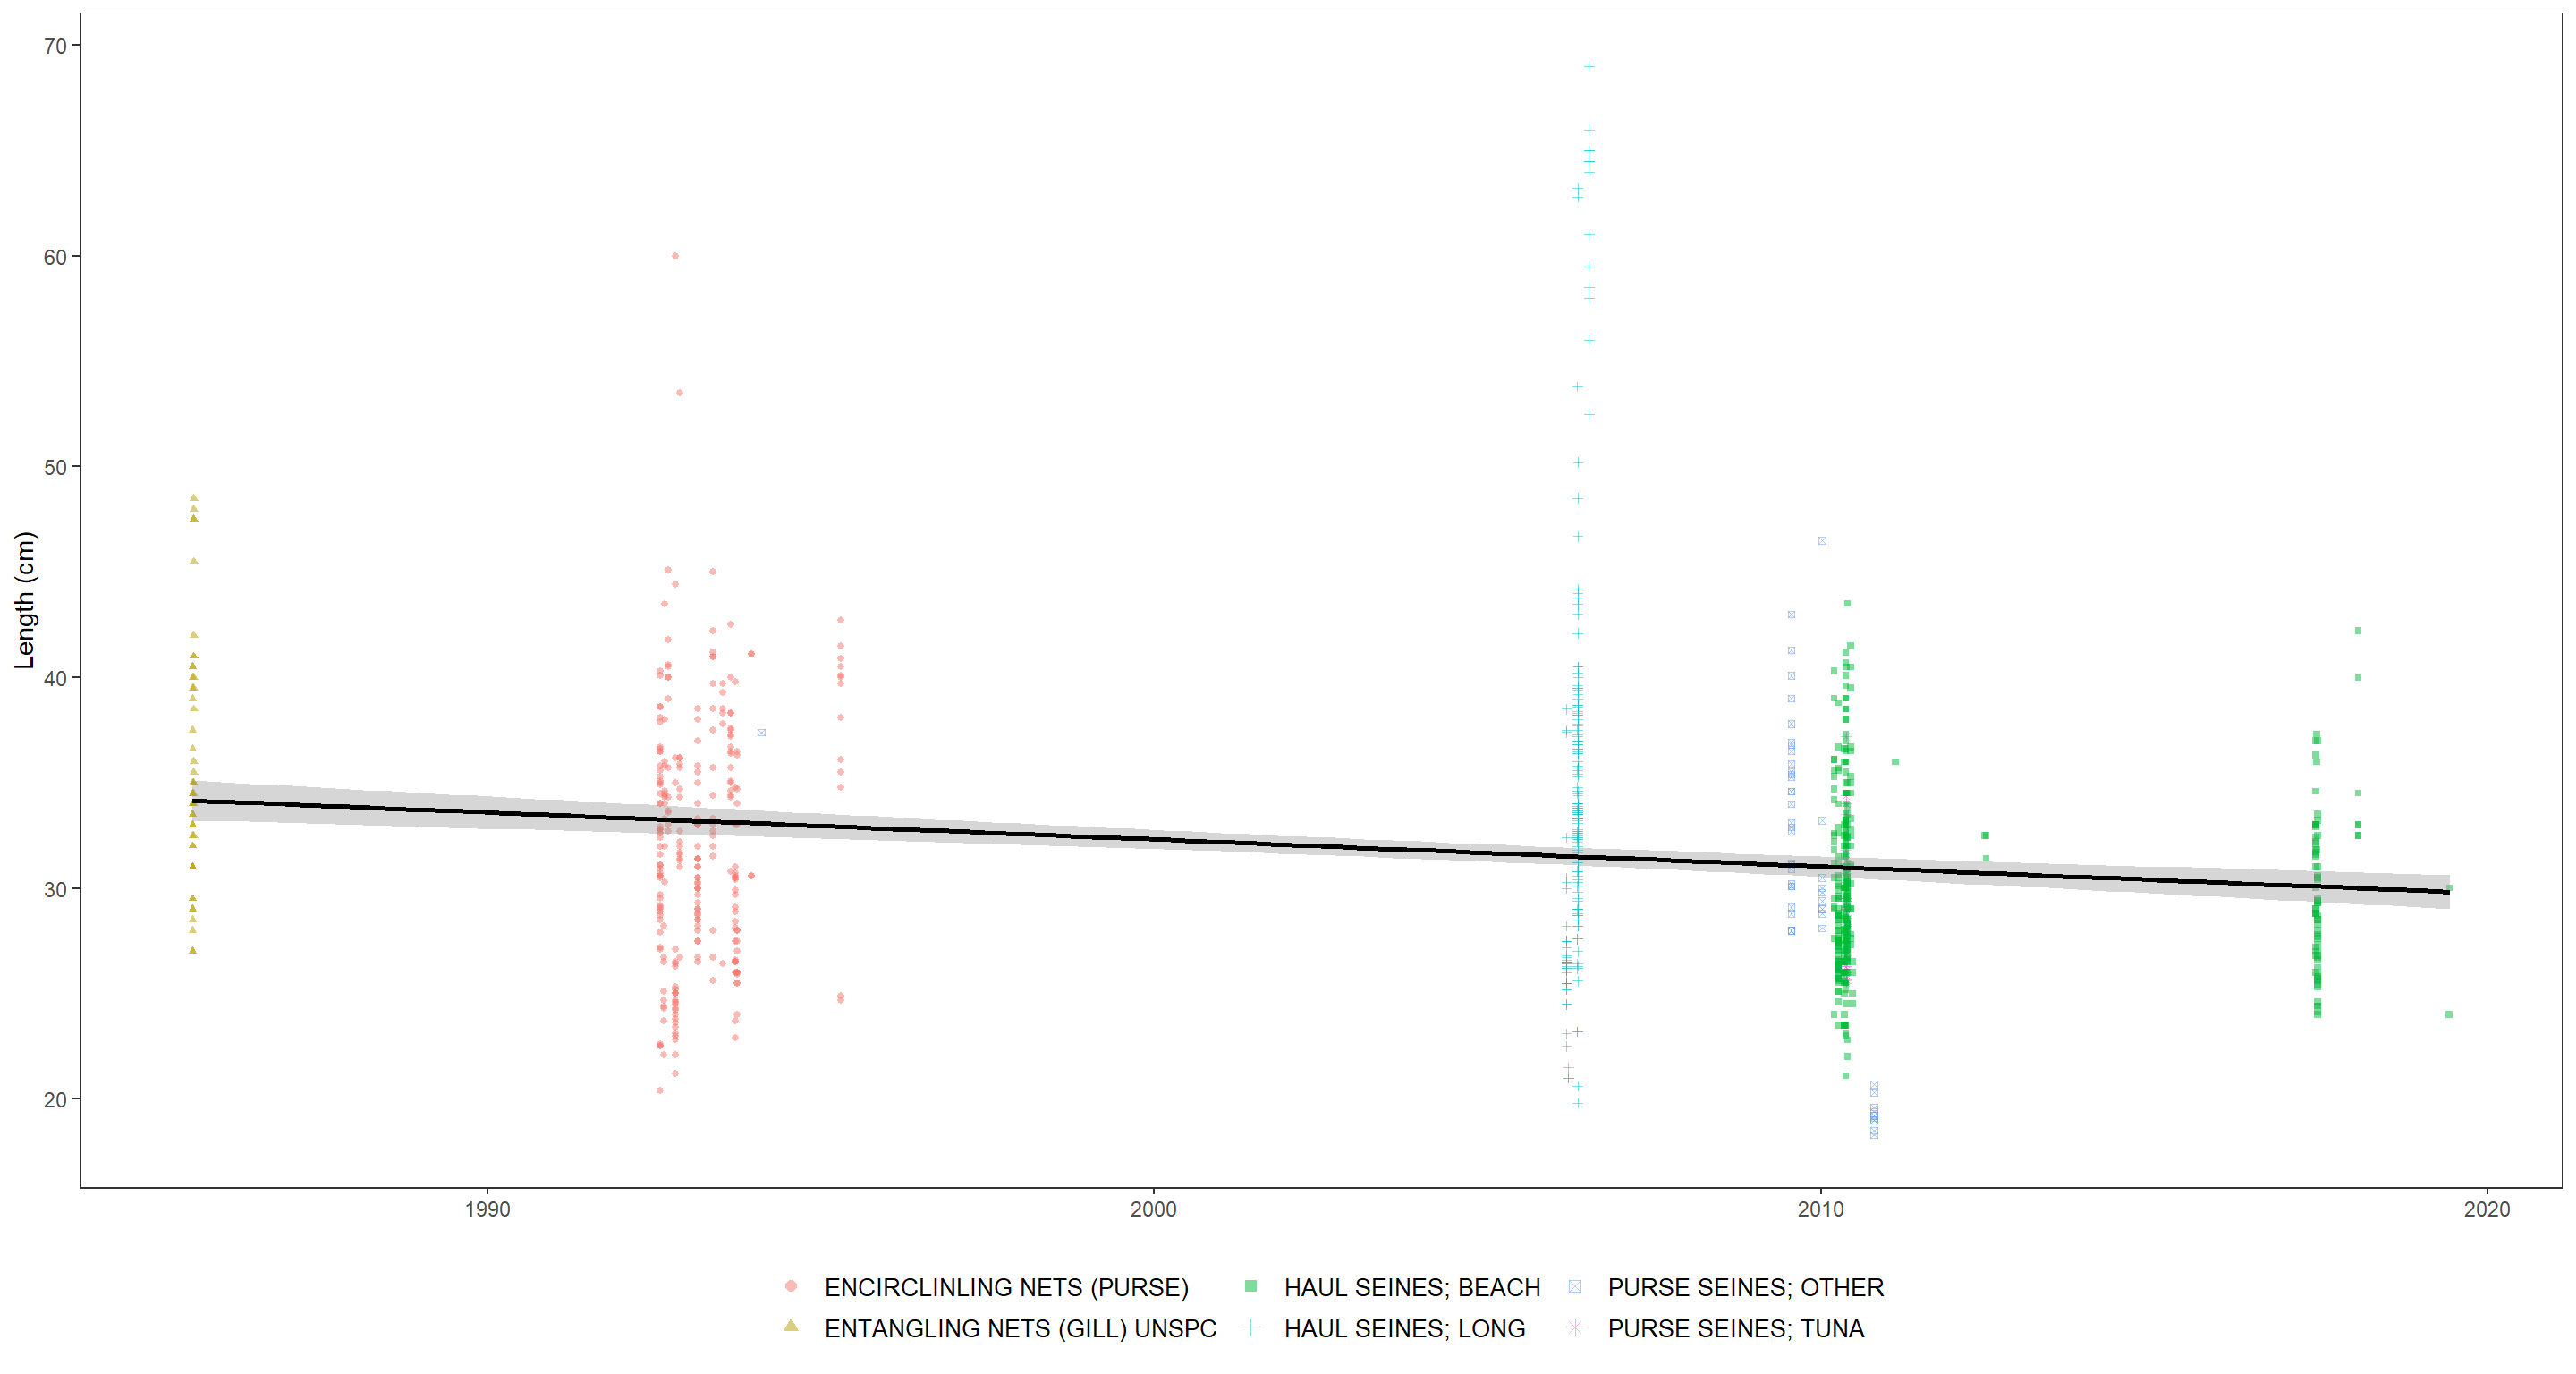 70
60
50
40
30
20
Length (cm)
1990 2000 2010 2020
ENCIRCLINLING NETS (PURSE) HAUL SEINES; BEACH PURSE SEINES; OTHER
ENTANGLING NETS (GILL) UNSPC HAUL SEINES; LONG PURSE SEINES; TUNA